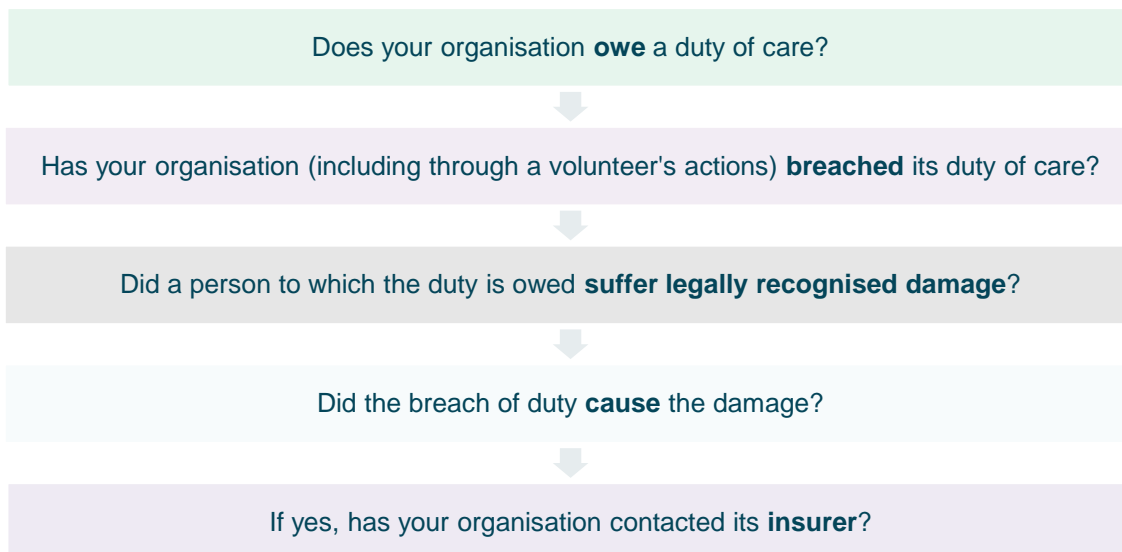 Does your organisation owe a duty of care?
Has your organisation (including through a volunteer's actions) breached its duty of care?
Did a person to which the duty is owed suffer legally recognised damage?
Did the breach of duty cause the damage?
If yes, has your organisation contacted its insurer?